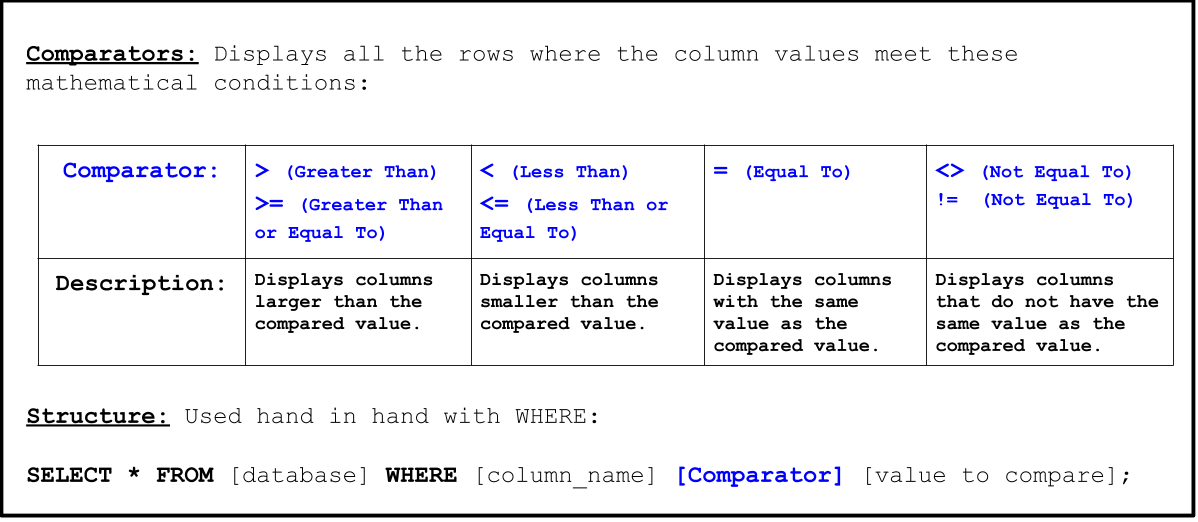 Comparators: Displays all the rows where the column values meet these
mathematical conditions:
Comparator:
> (Greater Than)
>= (Greater Than
or Equal To)
< (Less Than)
<= (Less Than or
Equal To)
= (Equal To)
<> (Not Equal To)
!= (Not Equal To)
Description:
Displays columns
larger than the
compared value.
Displays columns
smaller than the
compared value.
Displays columns
with the same
value as the
compared value.
Displays columns
that do not have the
same value as the
compared value.
Structure: Used hand in hand with WHERE:
SELECT * FROM [database] WHERE [column_name] [Comparator] [value to compare];